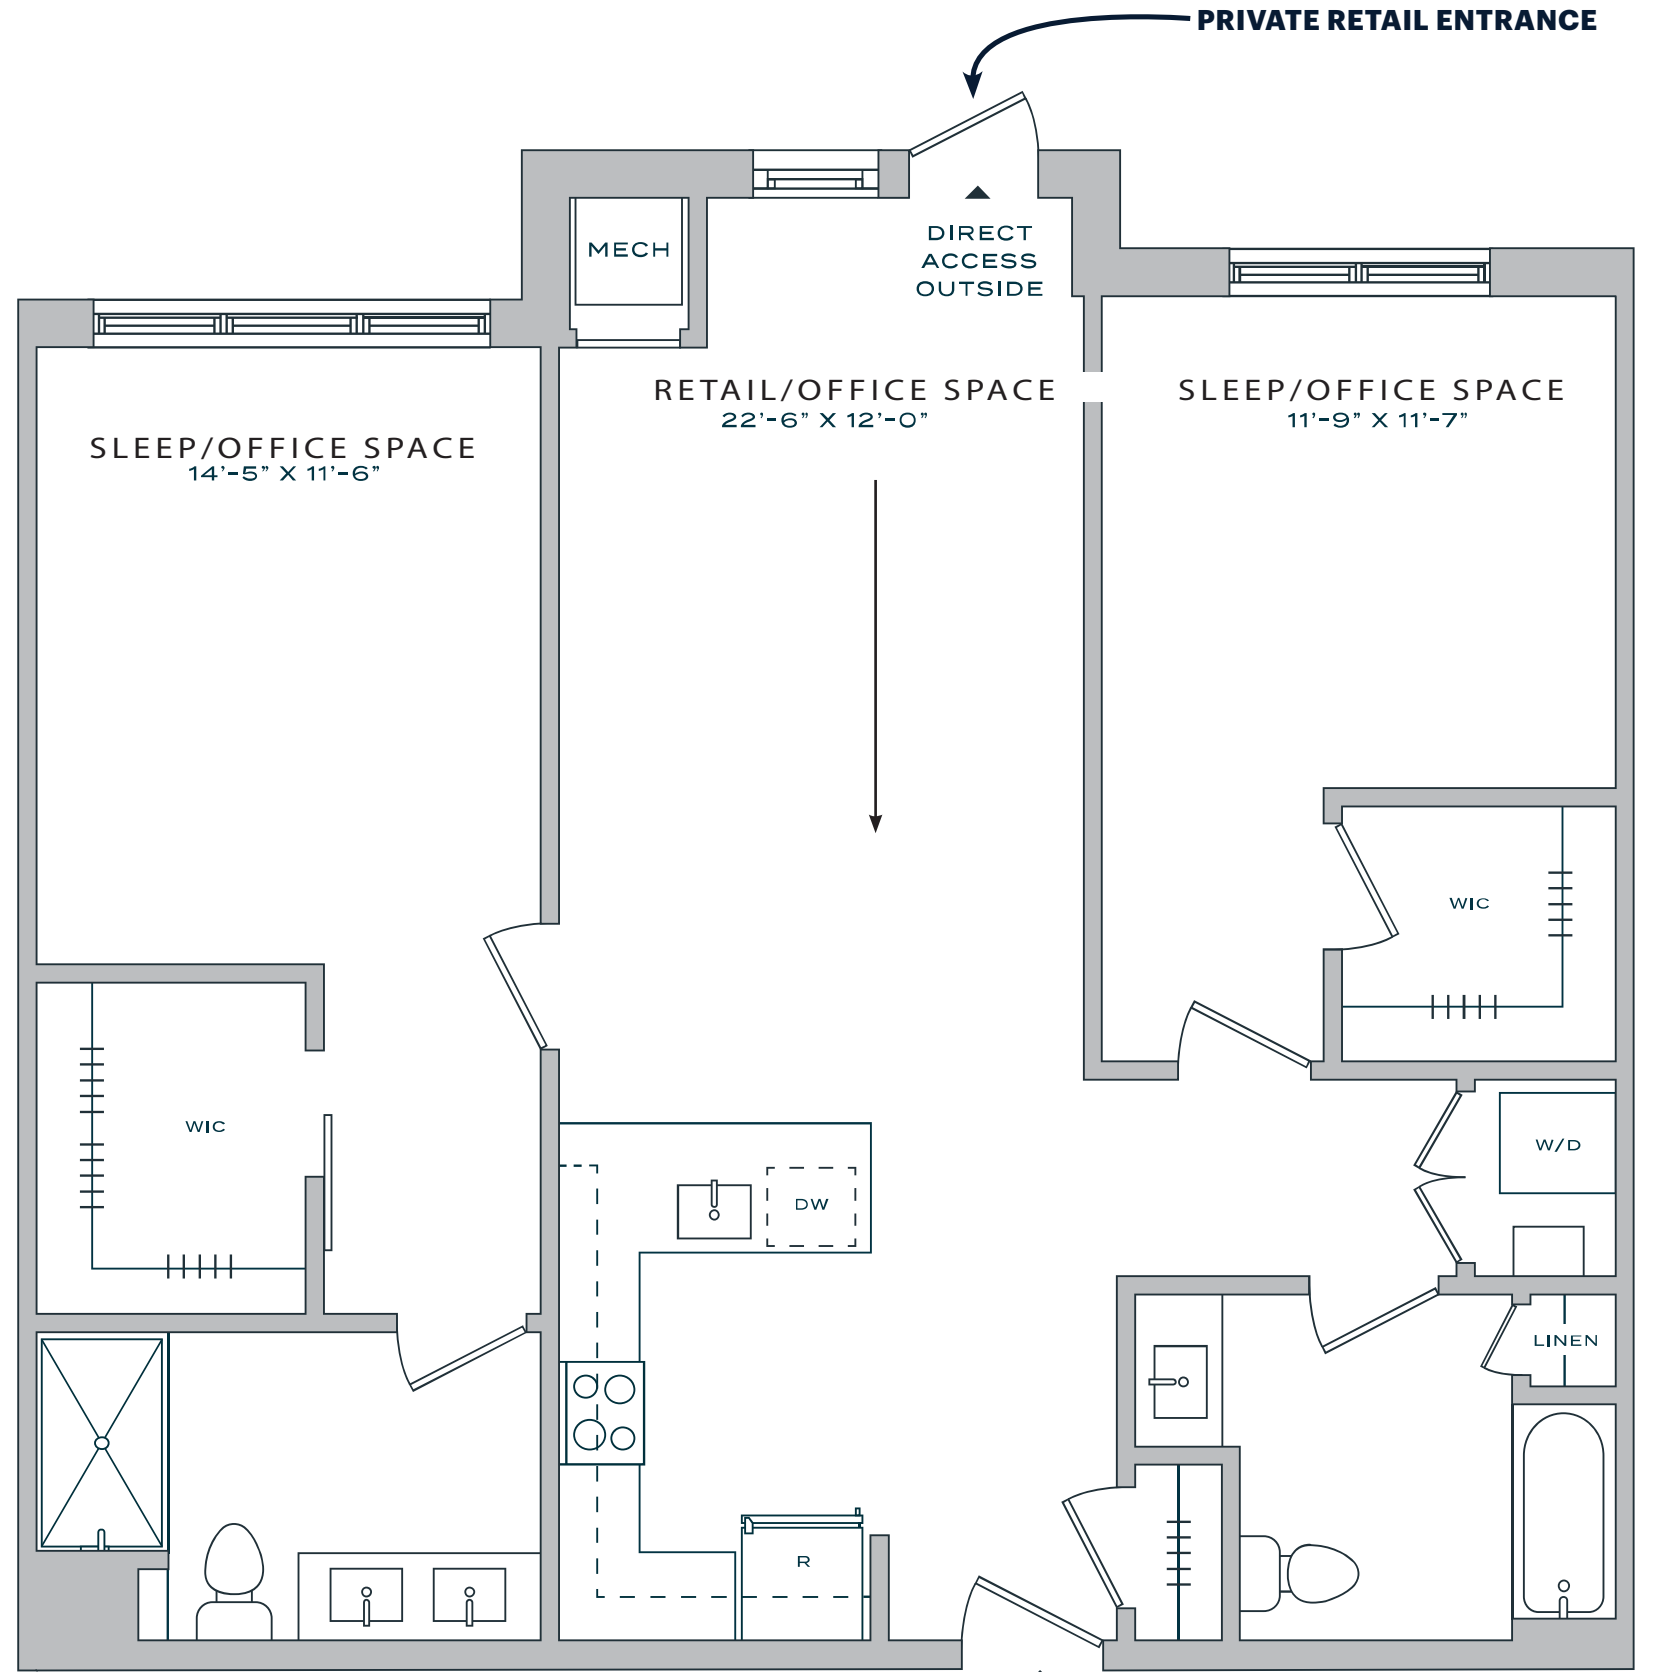 PRIVATE RETAIL ENTRANCE
MECH
DIRECT
ACCESS
OUTSIDE
RETAIL/OFFICE SPACE
22'-6" X 12'-0"
SLEEP/OFFICE SPACE
11'-9" X 11'-7"
SLEEP/OFFICE SPACE
14'-5" X 11'-6"
WIC
WIC
W/D
DW
LINEN
R